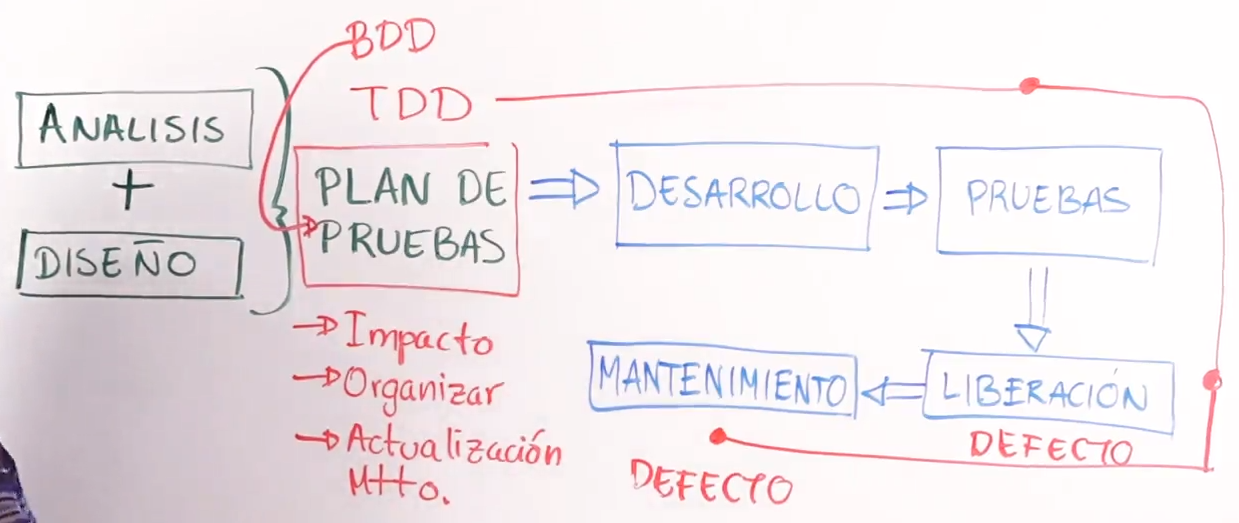 BDD
TDD
ANALISIS
+
DISEÑO
PLAN DE
PRUEBAS
DESARROLLO
PRUEBAS
LIBERACIÓN
MANTENIMIENTO
DEFECTO
DEFECTO
Impacto
Organizar
Actualización
Mtto.